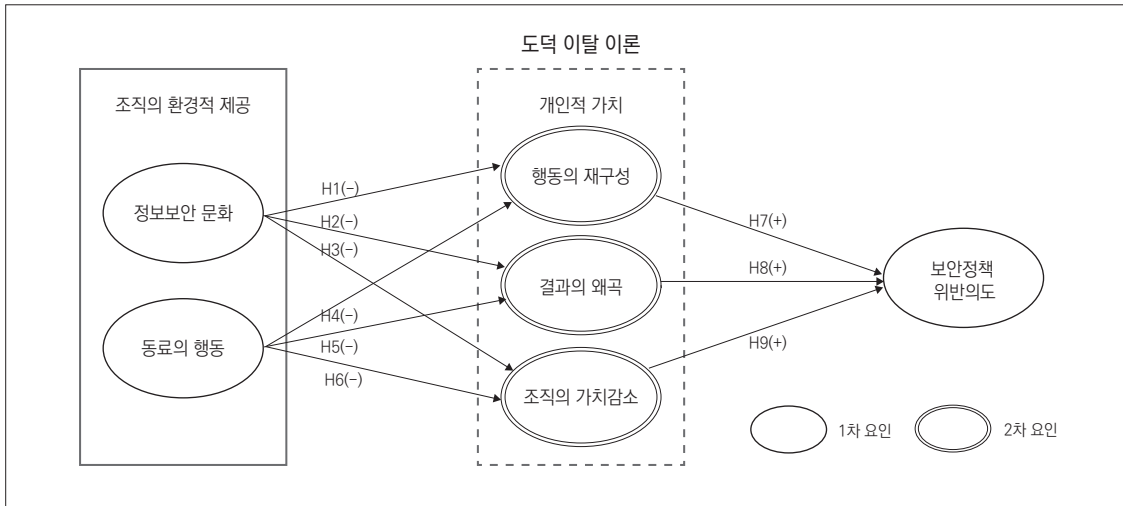 도덕 이탈 이론
조직의 환경적 제공
개인적 가치
정보보안 문화
동료의 행동
H1(-)
H2(-)
H3(-)
H4(-)
H5(-)
H6(-)
행동의 재구성
결과의 왜곡
조직의 가치감소
H7(+)
H8(+)
H9(+)
보안정책
위반의도
1차 요인
2차 요인